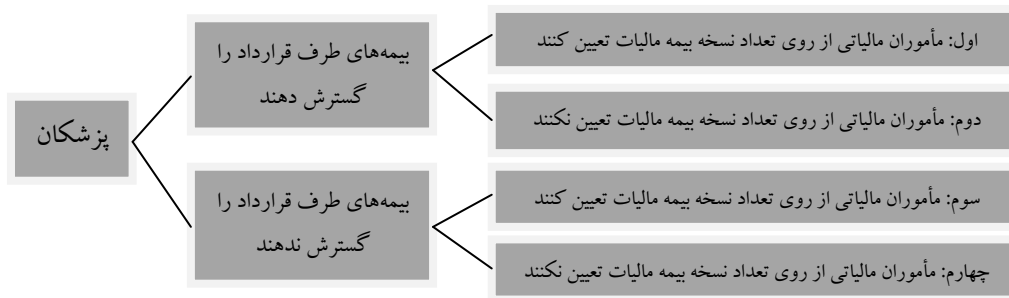 پزشکان
بیمه‌های طرف قرارداد را
گسترش دهند
اول: مأموران مالیاتی از روی تعداد نسخه بیمه مالیات تعیین کنند
دوم: مأموران مالیاتی از روی تعداد نسخه بیمه مالیات تعیین نکنند
بیمه‌های طرف قرارداد را
گسترش ندهند
سوم: مأموران مالیاتی از روی تعداد نسخه بیمه مالیات تعیین کنند
چهارم: مأموران مالیاتی از روی تعداد نسخه بیمه مالیات تعیین نکنند